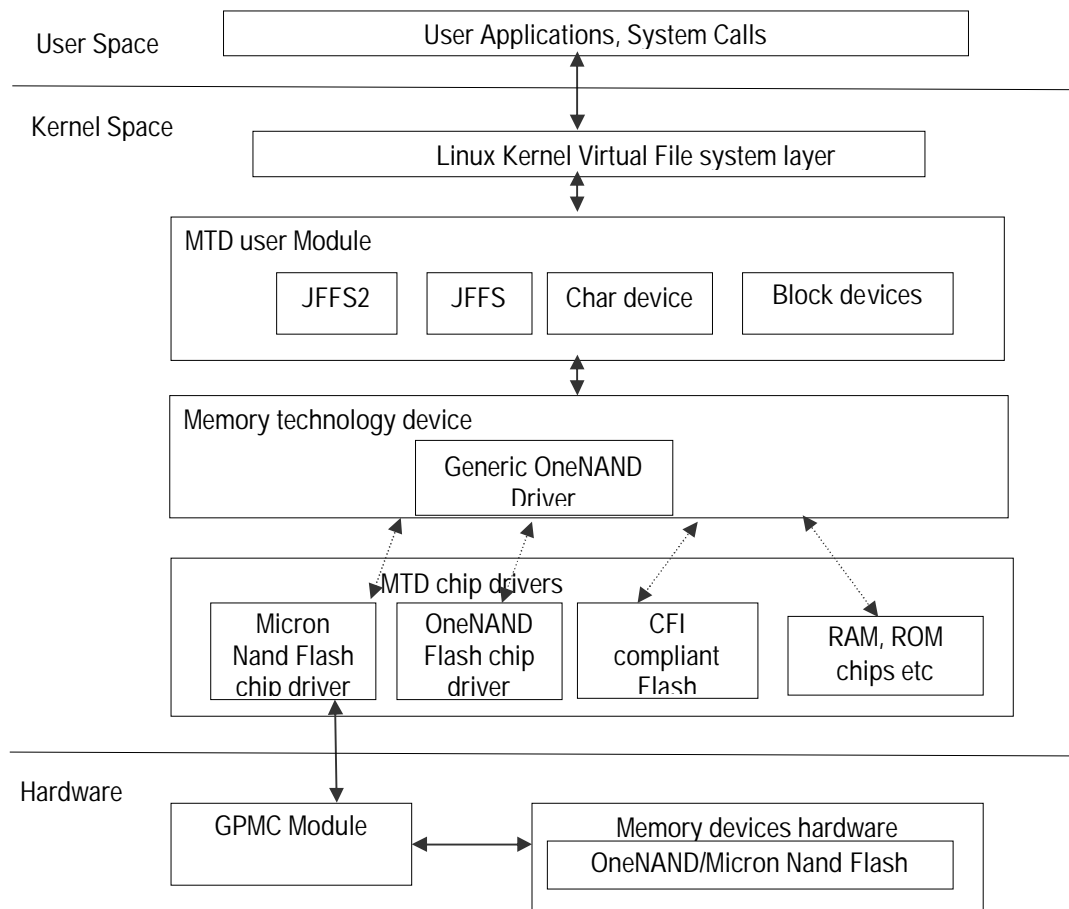 User Space
User Applications, System Calls
Kernel Space
Linux Kernel Virtual File system layer
MTD user Module
JFFS2
JFFS
Char device
Block devices
Memory technology device
Generic OneNAND
Driver
MTD chip drivers
Micron
Nand Flash
chip driver
OneNAND
Flash chip
driver
CFI
compliant
Flash
RAM, ROM
chips etc
Hardware
GPMC Module
Memory devices hardware
OneNAND/Micron Nand Flash